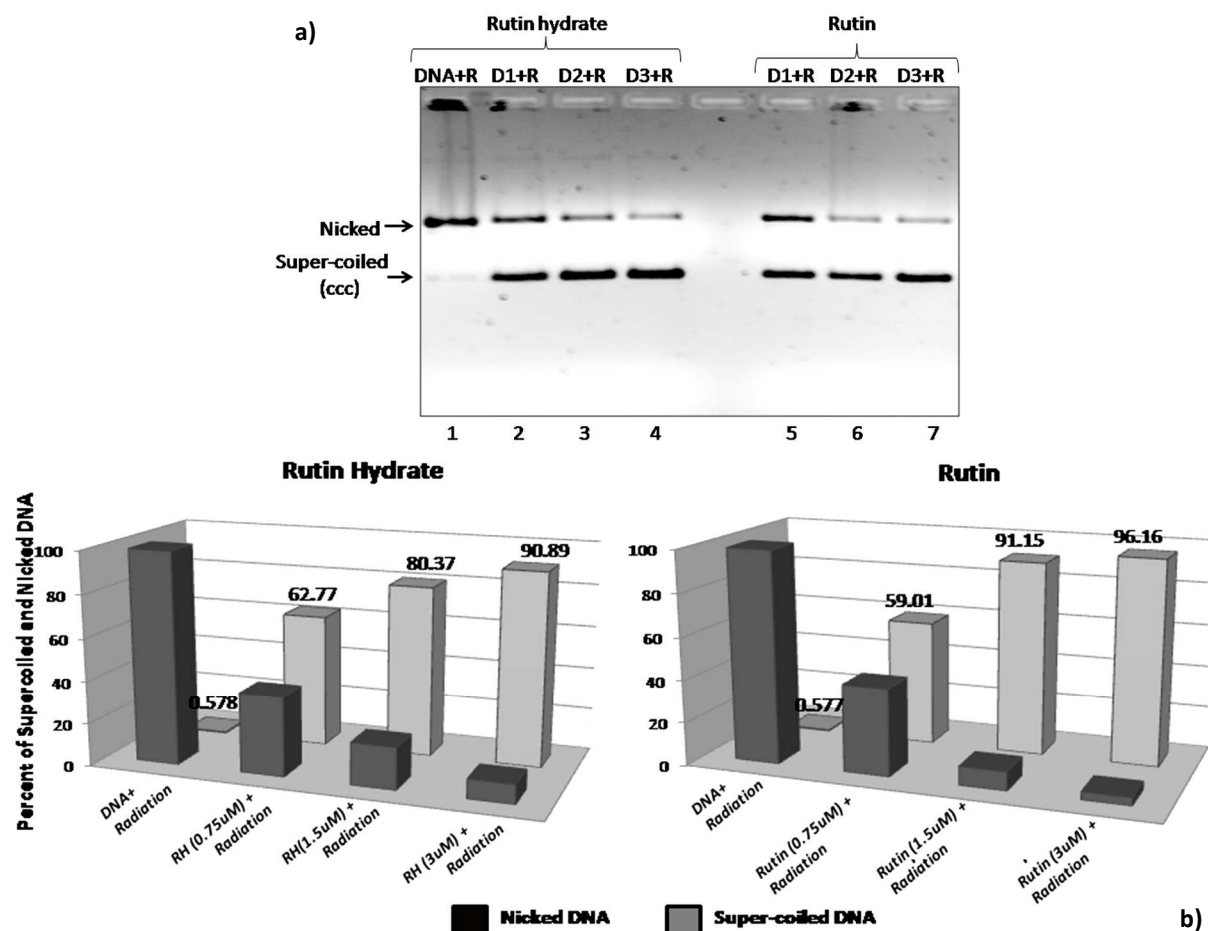 a)
Rutin hydrate
Rutin
DNA+R D1+R D2+R D3+R
D1+R D2+R D3+R
Nicked
Super-coiled
(ccc)
1 2 3 4 5 6 7
Rutin Hydrate
Percent of Supercoiled and Nicked DNA
100
80
60
40
20
0
0.578
62.77
80.37
90.89
DNA+
Radiation
RH (0.75uM) +
Radiation
RH(1.5uM) +
Radiation
RH (3uM) +
Radiation
Rutin
100
80
60
40
20
0
0.577
59.01
91.15
96.16
DNA+
Radiation
Rutin (0.75uM) +
Radiation
Rutin (1.5uM) +
Radiation
Rutin (3uM) +
Radiation
Nicked DNA
Super-coiled DNA
b)